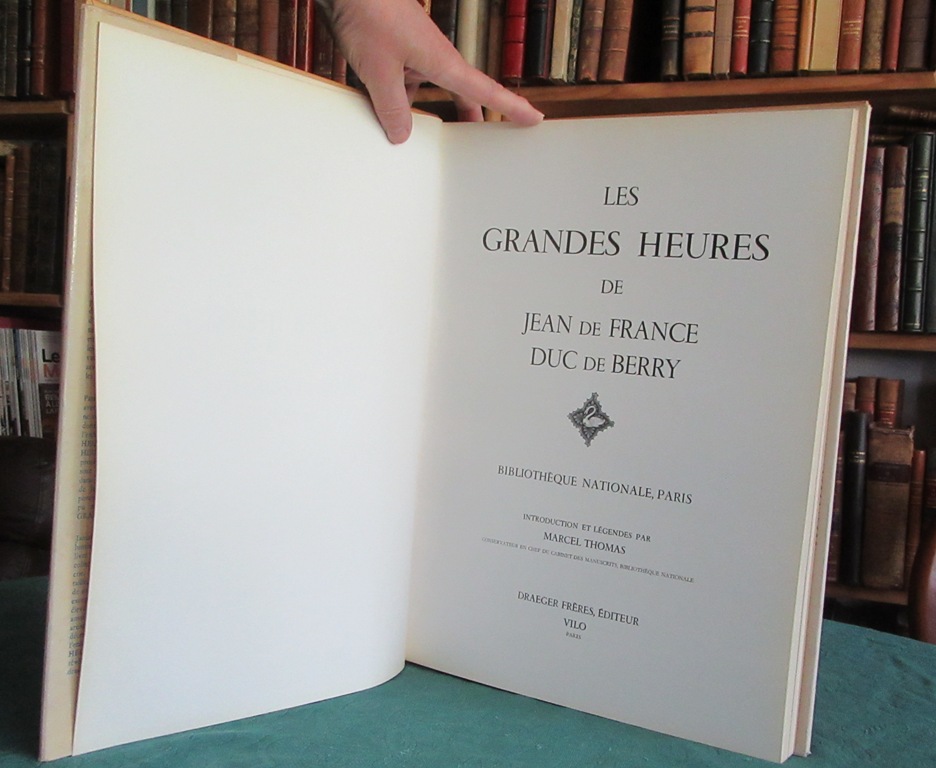 LES
GRANDES HEURES
DE
JEAN DE FRANCE
DUC DE BERRY
BIBLIOTHÈQUE NATIONALE, PARIS
INTRODUCTION ET LÉGENDES PAR
MARCEL THOMAS
CONSERVATEUR EN CHEF DU CABINET DES MANUSCRITS, BIBLIOTHÈQUE NATIONALE
DRAEGER FRÈRES, ÉDITEUR
VILO
PARIS